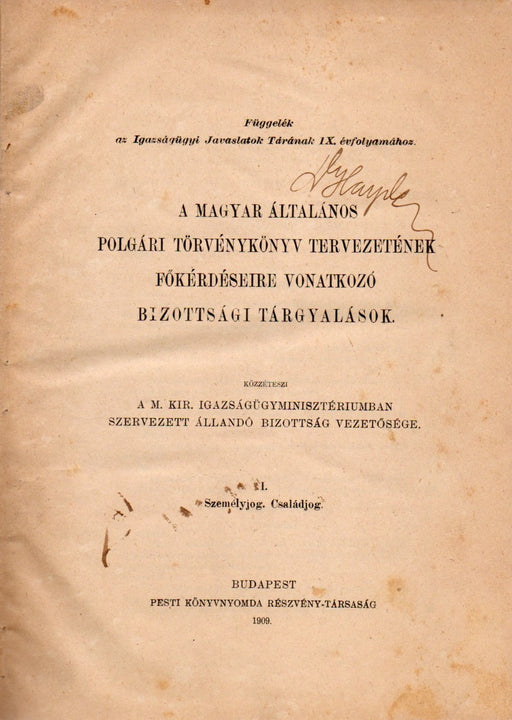 Függelék
az Igazságügyi Javaslatok Tárának IX. évfolyamához.
A MAGYAR ÁLTALÁNOS
POLGÁRI TÖRVÉNYKÖNYV TERVEZETÉNEK
FŐKÉRDÉSEIRE VONATKOZÓ
BIZOTTSÁGI TÁRGYALÁSOK.
KÖZZÉTESZI
A M. KIR. IGAZSÁGÜGYMINISZTÉRIUMBAN
SZERVEZETT ÁLLANDÓ BIZOTTSÁG VEZETŐSÉGE.
Személyjog. Családjog.
BUDAPEST
PESTI KÖNYVNYOMDA RÉSZVÉNY-TÁRSASÁG
1909.